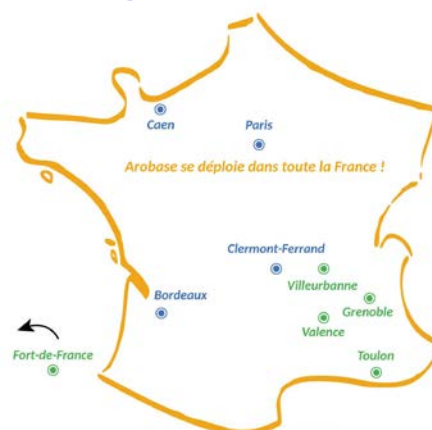 Caen
Paris
Arobase se déploie dans toute la France !
Clermont-Ferrand
Villeurbanne
Bordeaux
Grenoble
Valence
Fort-de-France
Toulon